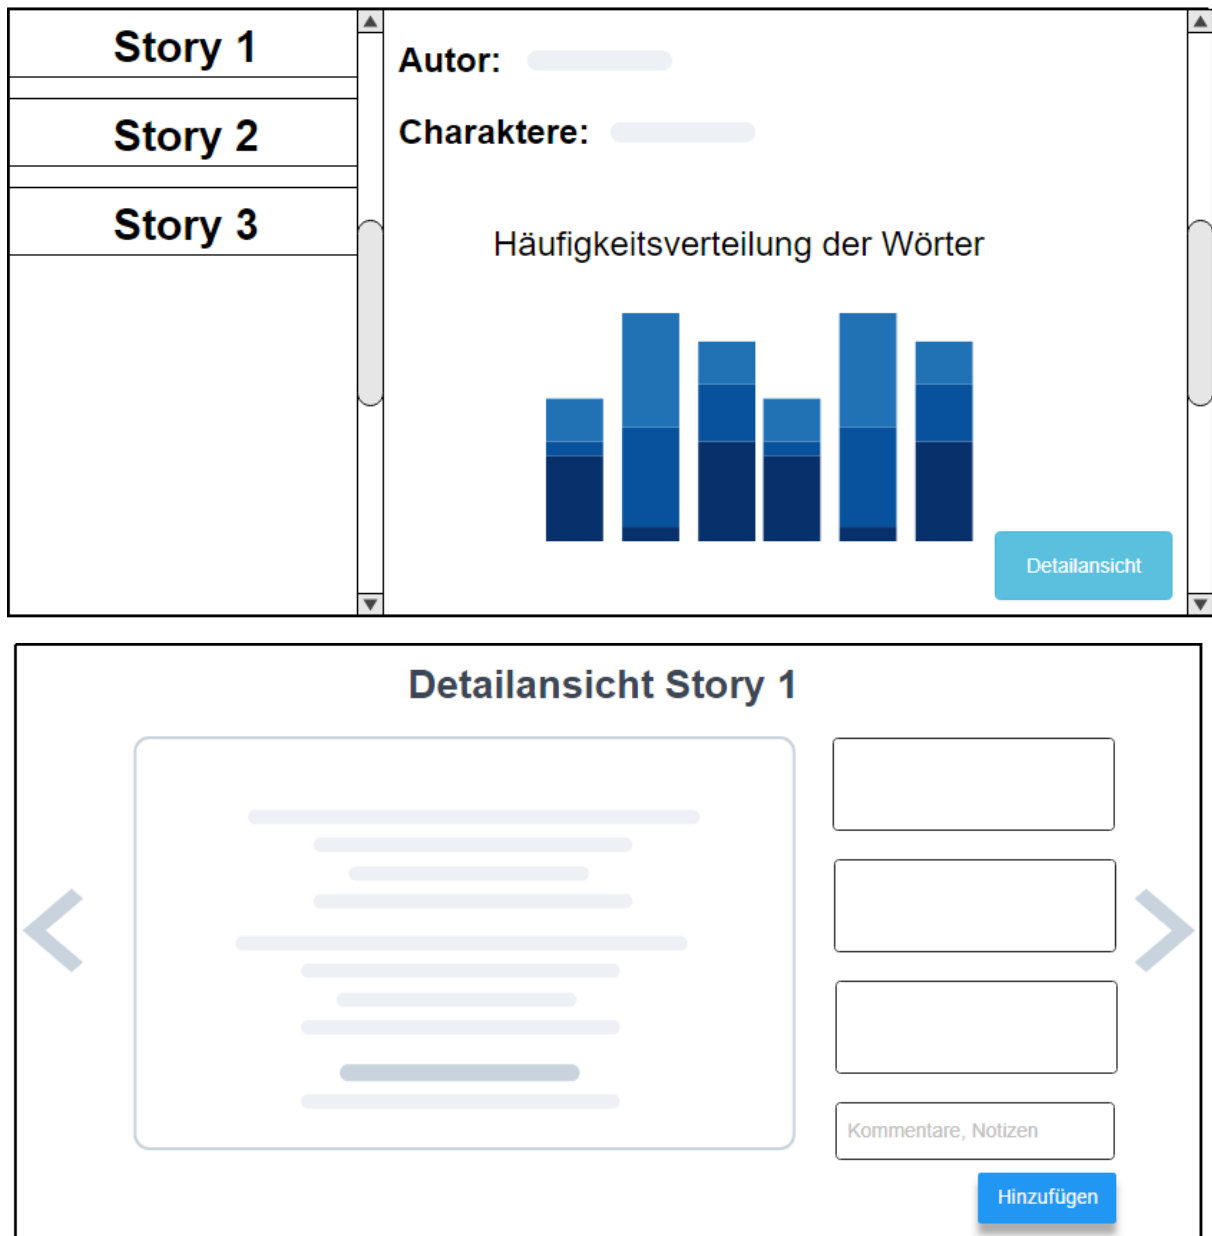 Story 1
Story 2
Story 3
Autor:
Charaktere:
Häufigkeitsverteilung der Wörter
Detailansicht
Detailansicht Story 1
Kommentare, Notizen
Hinzufügen